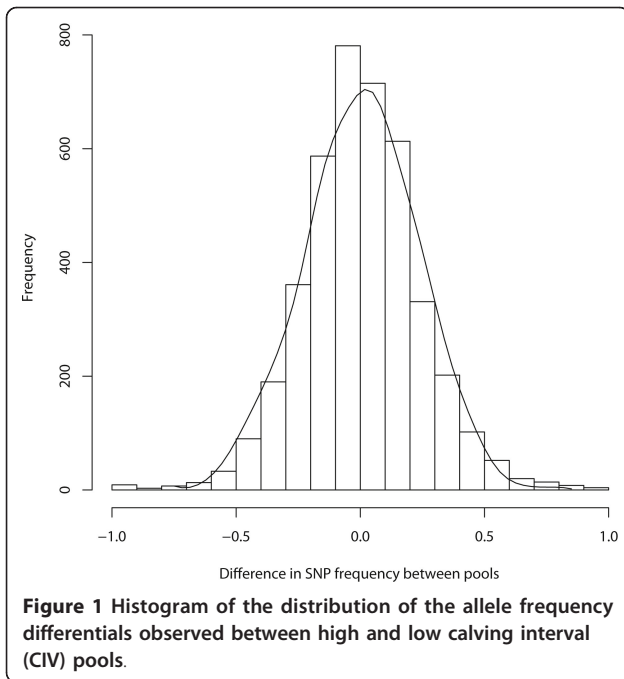 800
600
400
200
0
Frequency
−1.0
−0.5
0.0
0.5
1.0
Difference in SNP frequency between pools
Figure 1 Histogram of the distribution of the allele frequency
differentials observed between high and low calving interval
(CIV) pools.